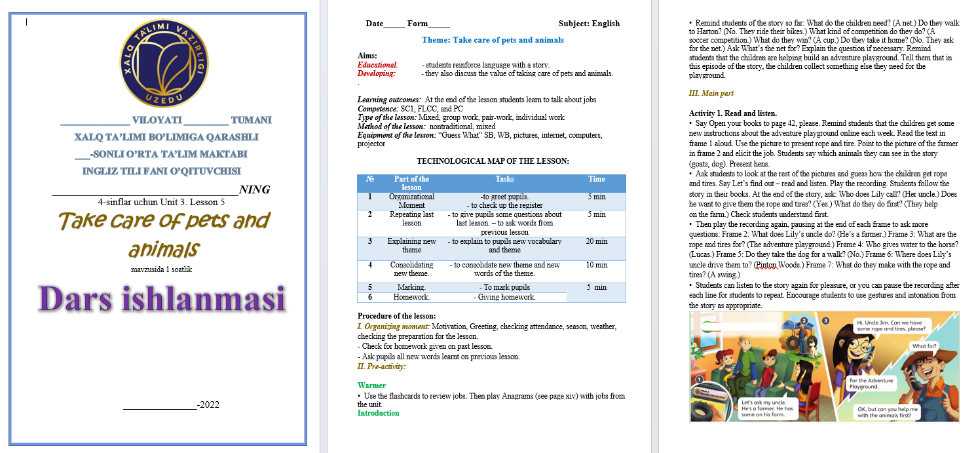 XALQ TALIMI VAZIRLIGI
UZEDU
____________ VILOYATI ________ TUMANI
XALQ TA'LIMI BO'LIMIGA QARASHLI
___-SONLI O'RTA TA'LIM MAKTABI
INGLIZ TILI FANI O'QITUVCHISI
________________________________NING
4-sinflar uchun Unit 3. Lesson 5
Take care of pets and
animals
mavzusida 1 soatlik
Dars ishlanmasi
_______________-2022
Date_____ Form_____ Subject: English
Theme: Take care of pets and animals
Aims:
Educational: - students reinforce language with a story.
Developing: - they also discuss the value of taking care of pets and animals.
.
Learning outcomes: At the end of the lesson students learn to talk about jobs
Competence: SC1, FLCC, and PC
Type of the lesson: Mixed, group work, pair-work, individual work
Method of the lesson: nontraditional, mixed
Equipment of the lesson: "Guess What" SB, WB, pictures, internet, computers,
projector
TECHNOLOGICAL MAP OF THE LESSON:
№ Part of the lesson Tasks Time
1 Organizational Moment -to greet pupils. - to check up the register 5 min
2 Repeating last lesson - to give pupils some questions about last lesson. – to ask words from previous lesson 5 min
3 Explaining new theme - to explain to pupils new vocabulary and theme 20 min
4 Consolidating new theme. - to consolidate new theme and new words of the theme. 10 min
5 Marking. - To mark pupils 5 min
6 Homework. - Giving homework.
Procedure of the lesson:
I. Organizing moment: Motivation, Greeting, checking attendance, season, weather,
checking the preparation for the lesson.
- Check for homework given on past lesson.
- Ask pupils all new words learnt on previous lesson.
II. Pre-activity:
Warmer
• Use the flashcards to review jobs. Then play Anagrams (see page xiv) with jobs from
the unit.
Introduction
• Remind students of the story so far: What do the children need? (A net.) Do they walk
to Harton? (No. They ride their bikes.) What kind of competition do they do? (A
soccer competition.) What do they win? (A cup.) Do they take it home? (No. They ask
for the net.) Ask What's the net for? Explain the question if necessary. Remind
students that the children are helping build an adventure playground. Tell them that in
this episode of the story, the children collect something else they need for the
playground.
III. Main part
Activity 1. Read and listen.
• Say Open your books to page 42, please. Remind students that the children get some
new instructions about the adventure playground online each week. Read the text in
frame 1 aloud. Use the picture to present rope and tire. Point to the picture of the farmer
in frame 2 and elicit the job. Students say which animals they can see in the story
(goats, dog). Present hens.
• Ask students to look at the rest of the pictures and guess how the children get rope
and tires. Say Let's find out – read and listen. Play the recording. Students follow the
story in their books. At the end of the story, ask: Who does Lily call? (Her uncle.) Does
he want to give them the rope and tires? (Yes.) What do they do first? (They help
on the farm.) Check students understand first.
• Then play the recording again, pausing at the end of each frame to ask more
questions: Frame 2: What does Lily's uncle do? (He's a farmer.) Frame 3: What are the
rope and tires for? (The adventure playground.) Frame 4: Who gives water to the horse?
(Lucas.) Frame 5: Do they take the dog for a walk? (No.) Frame 6: Where does Lily's
uncle drive them to? (Pinton Woods.) Frame 7: What do they make with the rope and
tires? (A swing.)
• Students can listen to the story again for pleasure, or you can pause the recording after
each line for students to repeat. Encourage students to use gestures and intonation from
the story as appropriate.
1
2
3
Let's ask my uncle.
He's a farmer. He has
some on his farm.
Hi, Uncle Jim. Can we have
some rope and tires, please?
What for?
For the Adventure
Playground.
OK, but can you help me
with the animals first?